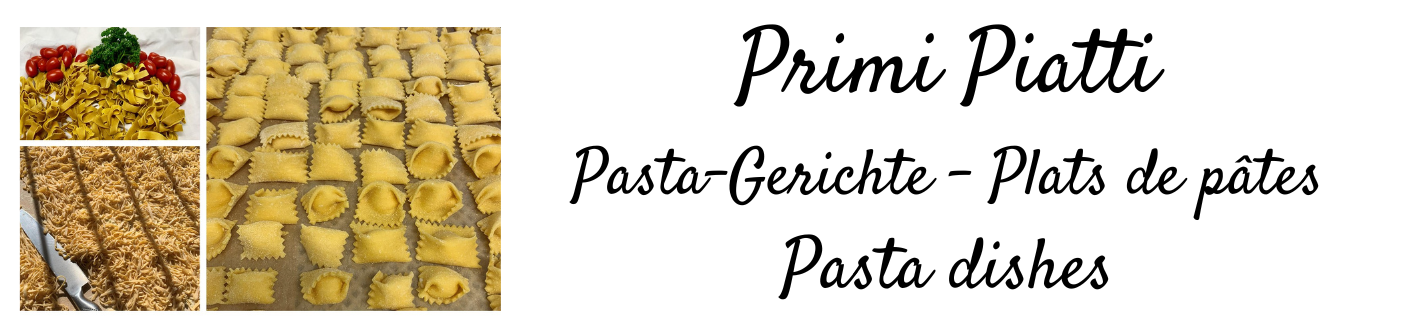 Primi Piatti
Pasta-Gerichte - Plats de pâtes
Pasta dishes